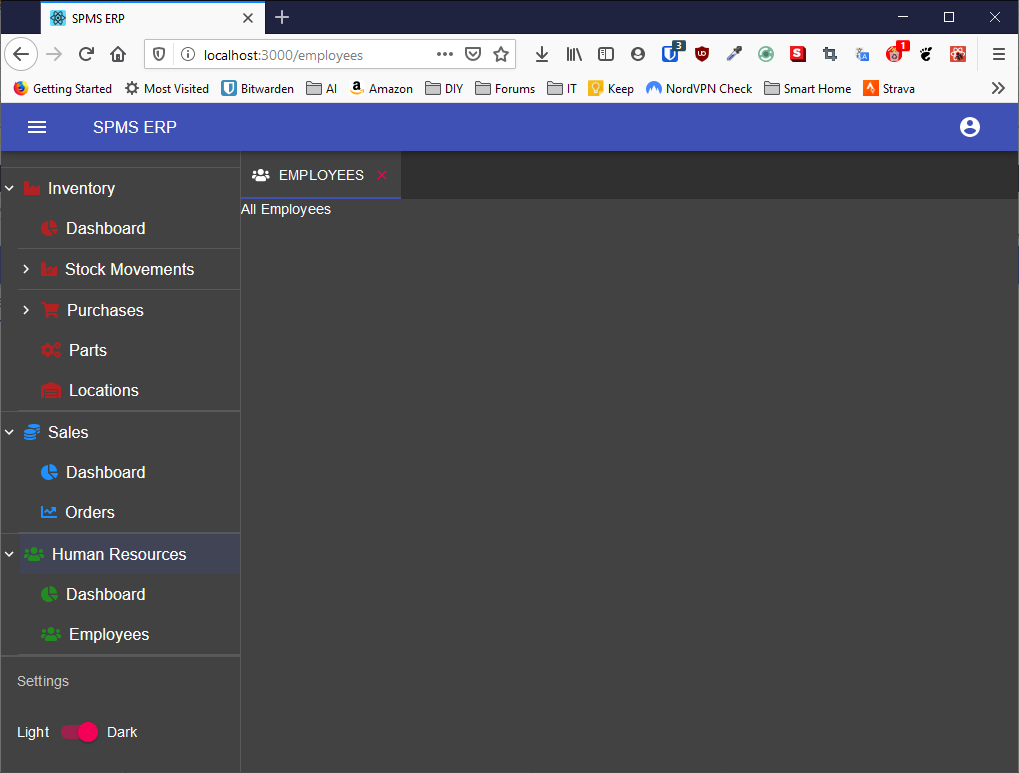 SPMS ERP
localhost:3000/employees
3
1
Getting Started
Most Visited
Bitwarden
AI
Amazon
DIY
Forums
IT
Keep
NordVPN Check
Smart Home
Strava
SPMS ERP
Inventory
Dashboard
Stock Movements
Purchases
Parts
Locations
Sales
Dashboard
Orders
Human Resources
Dashboard
Employees
Settings
Light
Dark
EMPLOYEES
All Employees